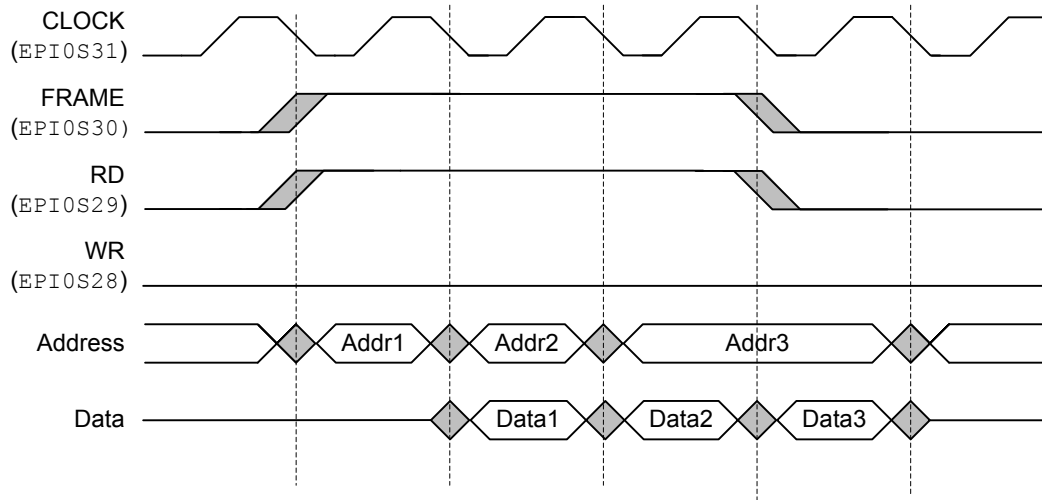 CLOCK
(EPI0S31)
FRAME
(EPI0S30)
RD
(EPI0S29)
WR
(EPI0S28)
Address Addr1 Addr2 Addr3
Data Data1 Data2 Data3